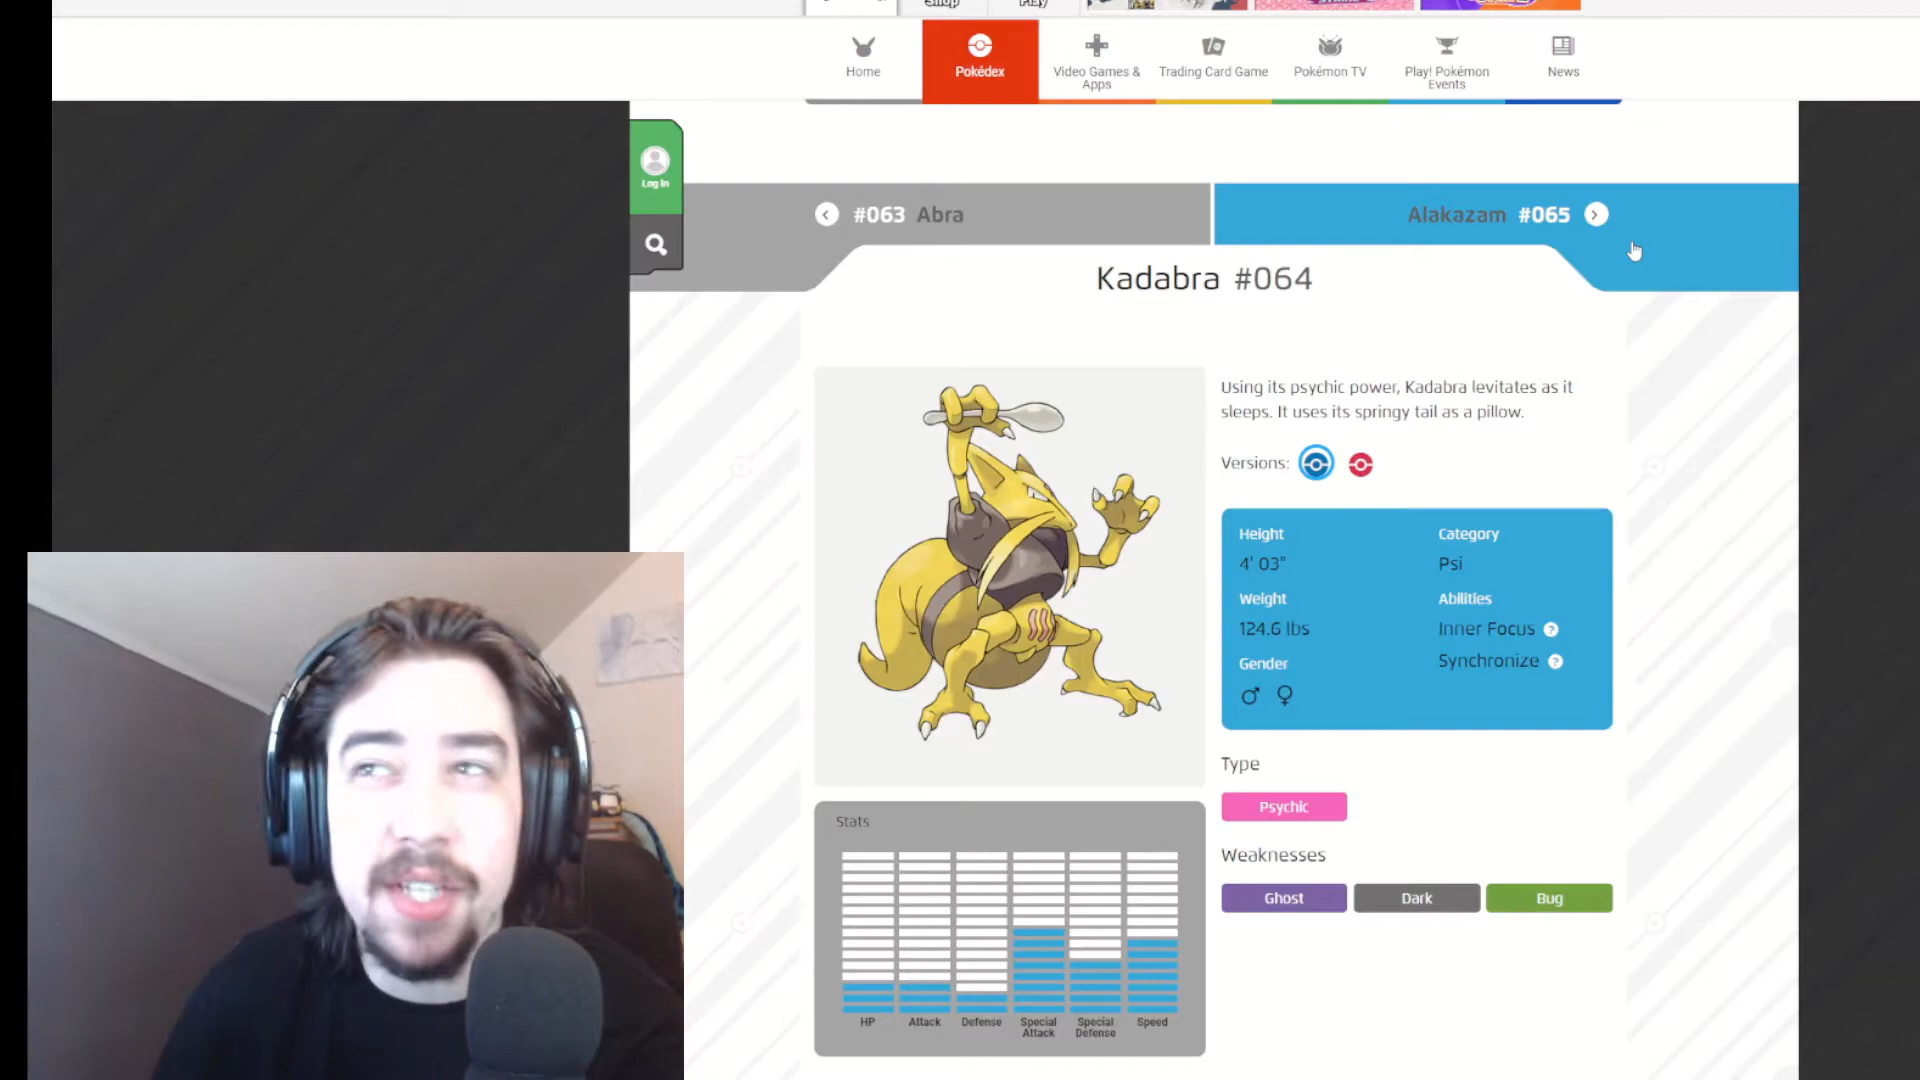 Shop
Play
Home
Pokédex
Video Games &
Apps
Trading Card Game
Pokémon TV
Play! Pokémon
Events
News
Log In
#063 Abra
Alakazam #065
Kadabra #064
Using its psychic power, Kadabra levitates as it
sleeps. It uses its springy tail as a pillow.
Versions:
Height
4' 03"
Weight
124.6 lbs
Gender
Category
Psi
Abilities
Inner Focus ?
Synchronize ?
Type
Psychic
Weaknesses
Ghost
Dark
Bug
Stats
HP
Attack
Defense
Special
Attack
Special
Defense
Speed